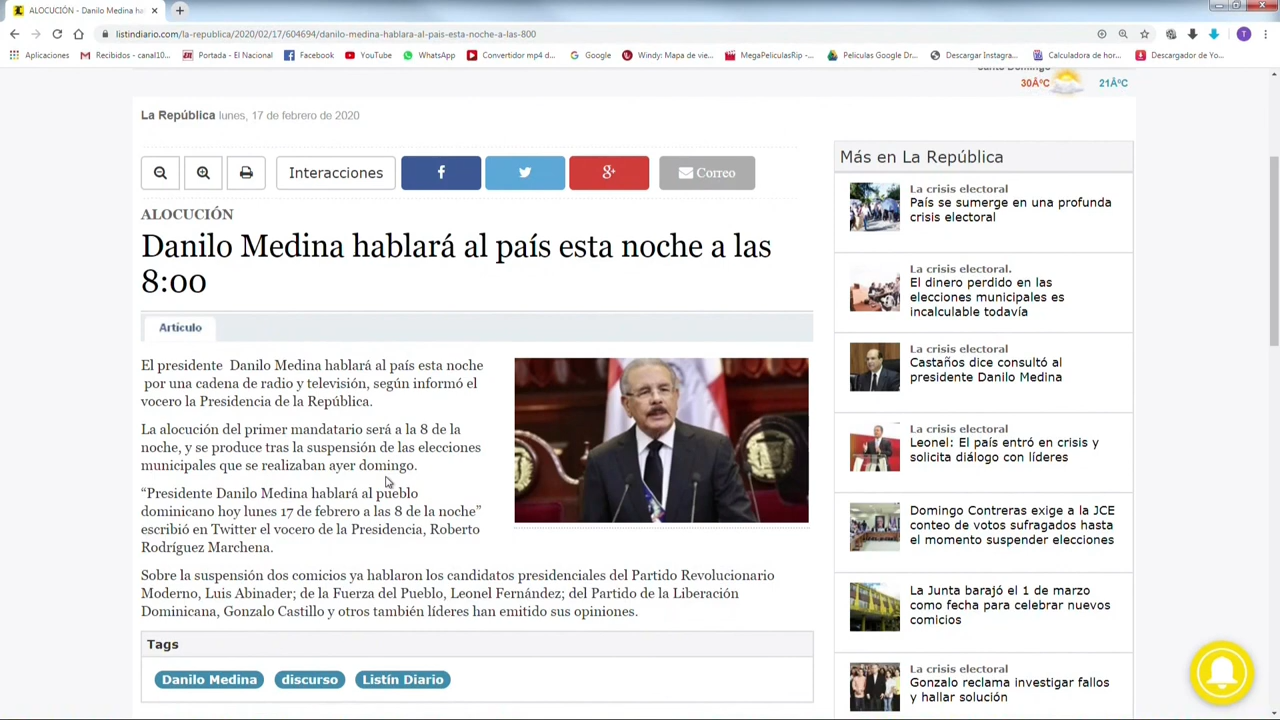 ALOCUCIÓN - Danilo Medina ha
listindiario.com/la-republica/2020/02/17/604694/danilo-medina-hablara-al-pais-esta-noche-a-las-800
T
Aplicaciones
Recibidos - canal10...
Portada - El Nacional
Facebook
YouTube
WhatsApp
Convertidor mp4 d...
Google
Windy: Mapa de vie...
MegaPeliculasRip -...
Películas Google Dr...
Descargar Instagra...
Calculadora de hor...
Descargador de Yo...
Santo Domingo
30ÂºC 21ÂºC
La República lunes, 17 de febrero de 2020
Interacciones
f
g+
Correo
ALOCUCIÓN
Danilo Medina hablará al país esta noche a las
8:00
Artículo
El presidente Danilo Medina hablará al país esta noche
por una cadena de radio y televisión, según informó el
vocero la Presidencia de la República.
La alocución del primer mandatario será a la 8 de la
noche, y se produce tras la suspensión de las elecciones
municipales que se realizaban ayer domingo.
“Presidente Danilo Medina hablará al pueblo
dominicano hoy lunes 17 de febrero a las 8 de la noche”
escribió en Twitter el vocero de la Presidencia, Roberto
Rodríguez Marchena.
Sobre la suspensión dos comicios ya hablaron los candidatos presidenciales del Partido Revolucionario
Moderno, Luis Abinader; de la Fuerza del Pueblo, Leonel Fernández; del Partido de la Liberación
Dominicana, Gonzalo Castillo y otros también líderes han emitido sus opiniones.
Tags
Danilo Medina
discurso
Listín Diario
Más en La República
La crisis electoral
País se sumerge en una profunda
crisis electoral
La crisis electoral.
El dinero perdido en las
elecciones municipales es
incalculable todavía
La crisis electoral
Castaños dice consultó al
presidente Danilo Medina
La crisis electoral
Leonel: El país entró en crisis y
solicita diálogo con líderes
Domingo Contreras exige a la JCE
conteo de votos sufragados hasta
el momento suspender elecciones
La Junta barajó el 1 de marzo
como fecha para celebrar nuevos
comicios
La crisis electoral
Gonzalo reclama investigar fallos
y hallar solución